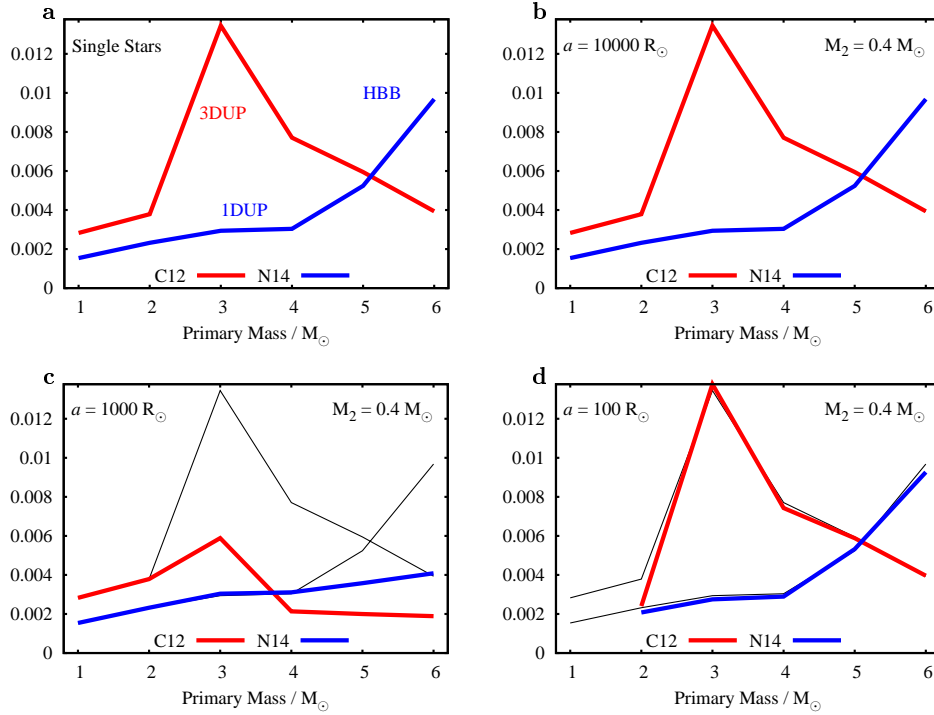 a
Single Stars
3DUP
1DUP
HBB
C12
N14
0
0.002
0.004
0.006
0.008
0.01
0.012
1 2 3 4 5 6
Primary Mass / M☉
b
a = 10000 R☉
M₂ = 0.4 M☉
C12
N14
0
0.002
0.004
0.006
0.008
0.01
0.012
1 2 3 4 5 6
Primary Mass / M☉
c
a = 1000 R☉
M₂ = 0.4 M☉
C12
N14
0
0.002
0.004
0.006
0.008
0.01
0.012
1 2 3 4 5 6
Primary Mass / M☉
d
a = 100 R☉
M₂ = 0.4 M☉
C12
N14
0
0.002
0.004
0.006
0.008
0.01
0.012
1 2 3 4 5 6
Primary Mass / M☉